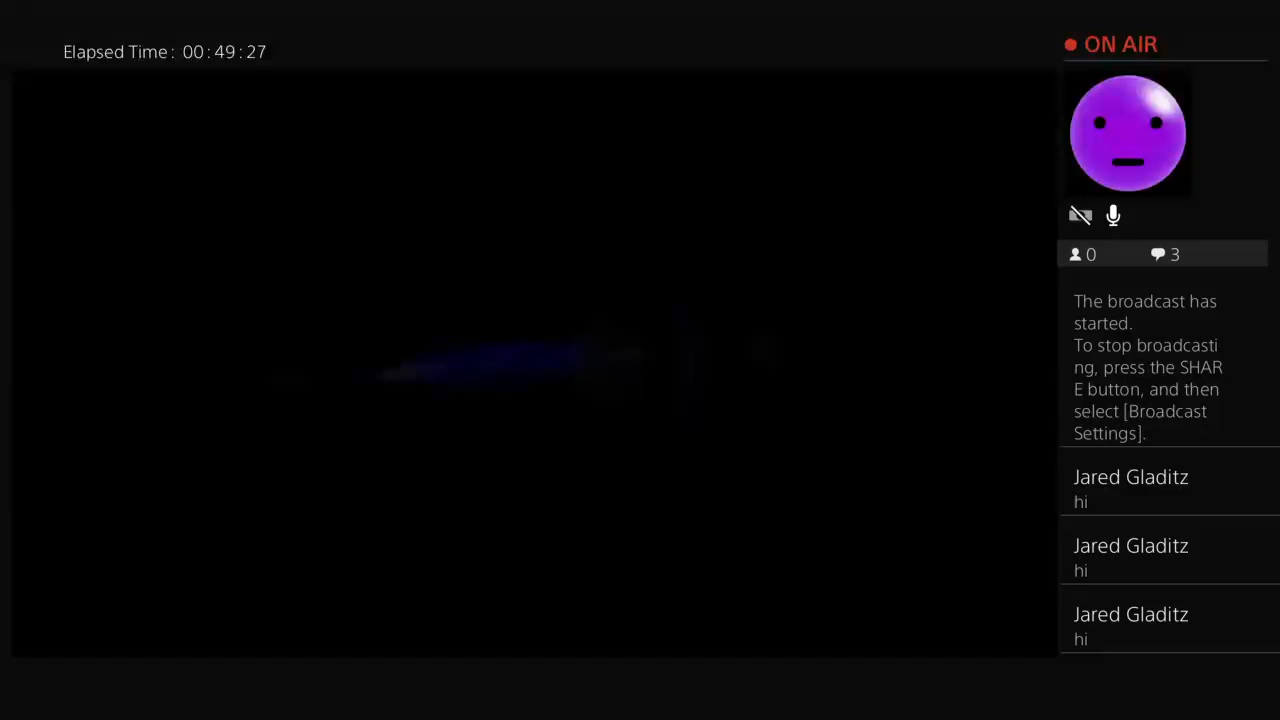 Elapsed Time: 00:49:27
ON AIR
0 3
The broadcast has
started.
To stop broadcasti
ng, press the SHAR
E button, and then
select [Broadcast
Settings].
Jared Gladitz
hi
Jared Gladitz
hi
Jared Gladitz
hi